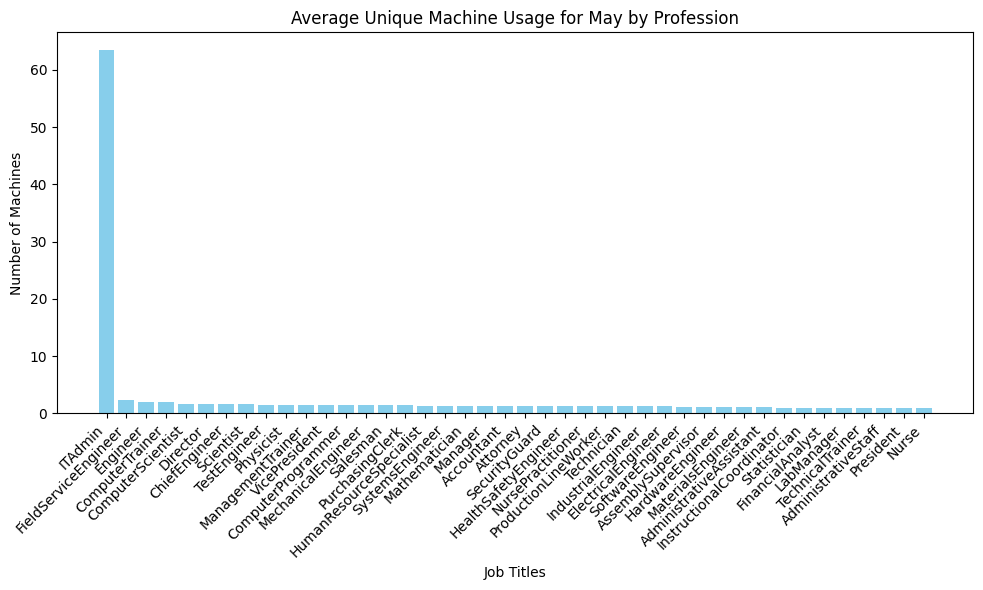 Average Unique Machine Usage for May by Profession
60
50
40
30
20
10
0
Number of Machines
ITAdmin
FieldServiceEngineer
Engineer
ComputerTrainer
ComputerScientist
Director
ChiefEngineer
Scientist
TestEngineer
Physicist
ManagementTrainer
VicePresident
ComputerProgrammer
MechanicalEngineer
Salesman
PurchasingClerk
HumanResourceSpecialist
SystemsEngineer
Mathematician
Manager
Accountant
Attorney
SecurityGuard
HealthSafetyEngineer
NursePractitioner
ProductionLineWorker
Technician
IndustrialEngineer
ElectricalEngineer
SoftwareEngineer
AssemblySupervisor
HardwareEngineer
MaterialsEngineer
AdministrativeAssistant
InstructionalCoordinator
Statistician
FinancialAnalyst
LabManager
TechnicalTrainer
AdministrativeStaff
President
Nurse
Job Titles